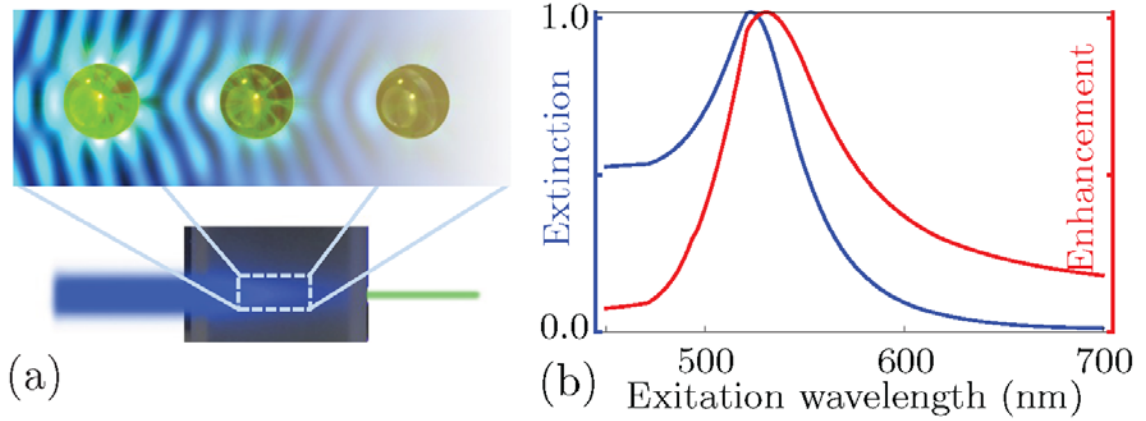 (a)
(b)
1.0
0.0
Extinction
Enhancement
500
600
700
Exitation wavelength (nm)